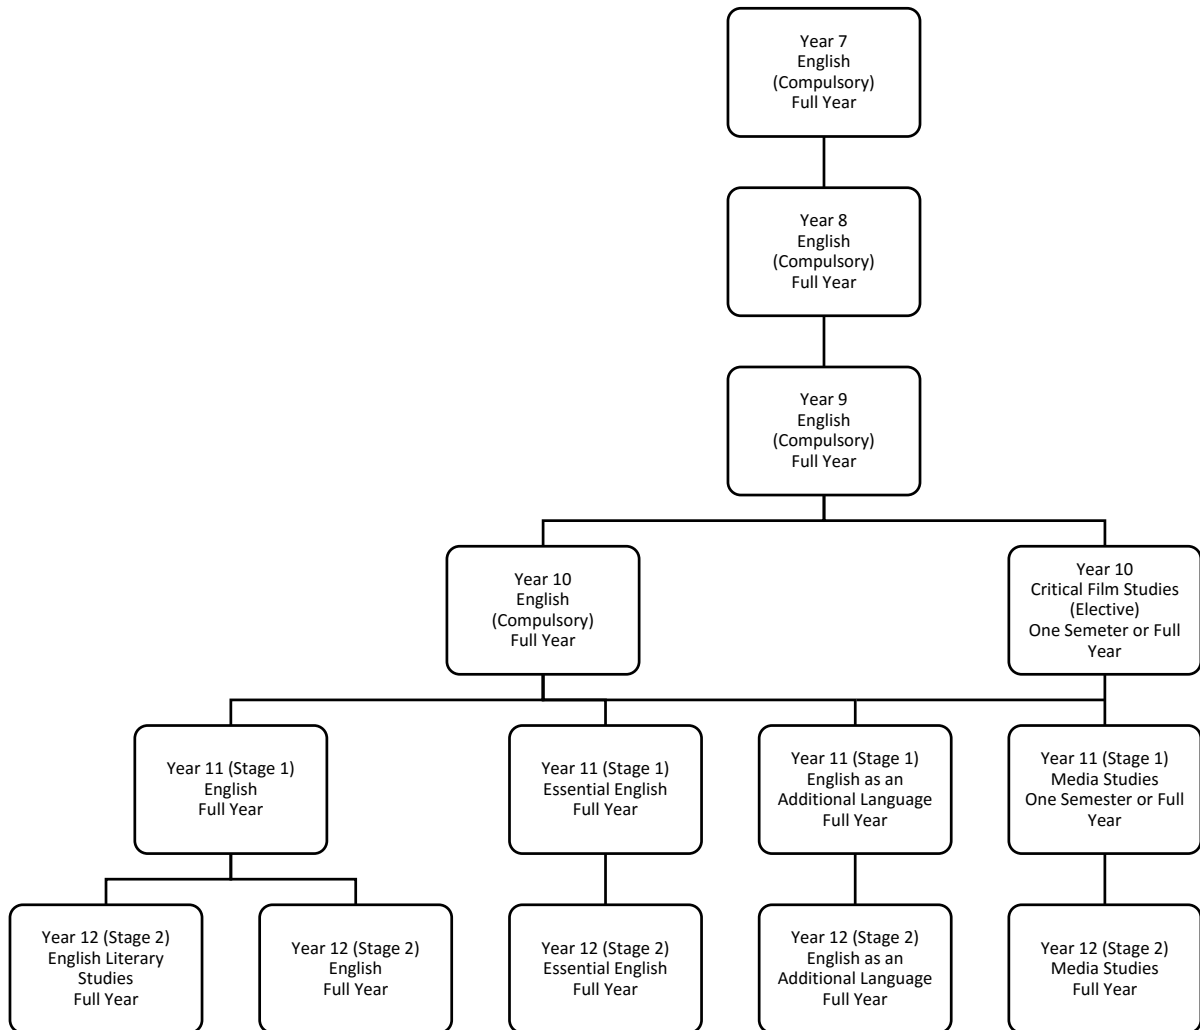 Year 7
English
(Compulsory)
Full Year
Year 8
English
(Compulsory)
Full Year
Year 9
English
(Compulsory)
Full Year
Year 10
English
(Compulsory)
Full Year
Year 10
Critical Film Studies
(Elective)
One Semeter or Full
Year
Year 11 (Stage 1)
English
Full Year
Year 11 (Stage 1)
Essential English
Full Year
Year 11 (Stage 1)
English as an
Additional Language
Full Year
Year 11 (Stage 1)
Media Studies
One Semester or Full
Year
Year 12 (Stage 2)
English Literary
Studies
Full Year
Year 12 (Stage 2)
English
Full Year
Year 12 (Stage 2)
Essential English
Full Year
Year 12 (Stage 2)
English as an
Additional Language
Full Year
Year 12 (Stage 2)
Media Studies
Full Year